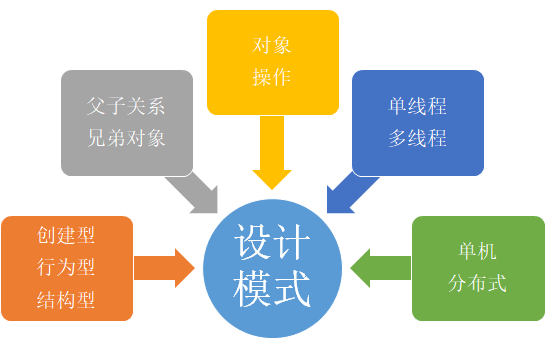 对象
操作
父子关系
兄弟对象
单线程
多线程
创建型
行为型
结构型
设计
模式
单机
分布式